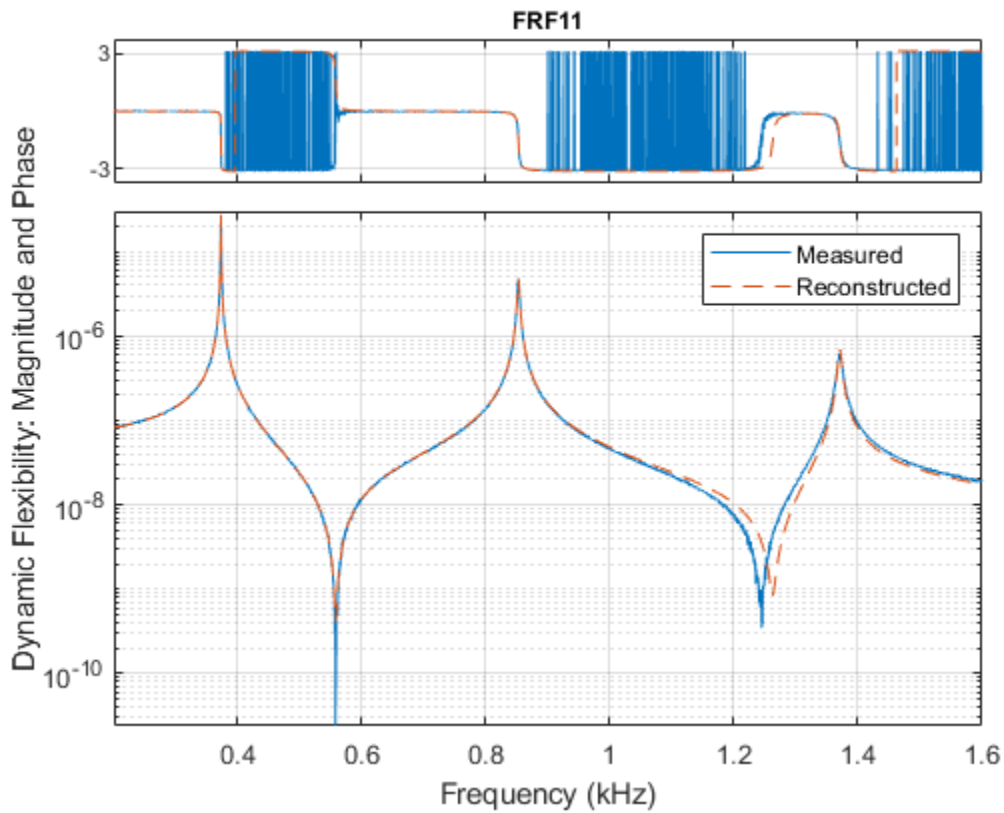 FRF11
3
-3
Dynamic Flexibility: Magnitude and Phase
Measured
Reconstructed
10-6
10-8
10-10
0.4 0.6 0.8 1 1.2 1.4 1.6
Frequency (kHz)